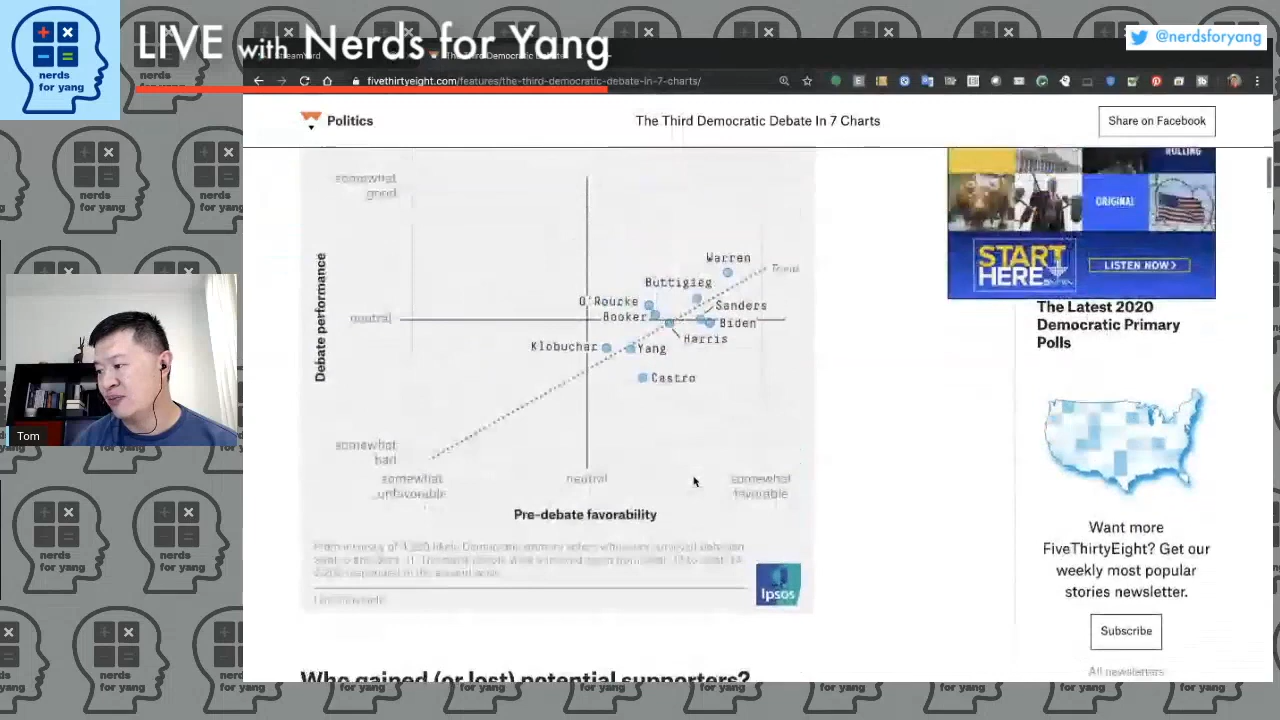 LIVE with Nerds for Yang
@nerdsforyang
nerds
for yang
fivethirtyeight.com/features/the-third-democratic-debate-in-7-charts/
Politics
The Third Democratic Debate In 7 Charts
Share on Facebook
somewhat
good
Debate performance
neutral
somewhat
bad
Warren
Trend
Buttigieg
O'Rourke
Sanders
Booker
Biden
Harris
Klobuchar
Yang
Castro
somewhat
unfavorable
neutral
somewhat
favorable
Pre-debate favorability
Ipsos
Who gained (or lost) potential supporters?
ROLLING
ORIGINAL
START
HERE
LISTEN NOW >
The Latest 2020
Democratic Primary
Polls
Want more
FiveThirtyEight? Get our
weekly most popular
stories newsletter.
Subscribe
All newsletters
Tom